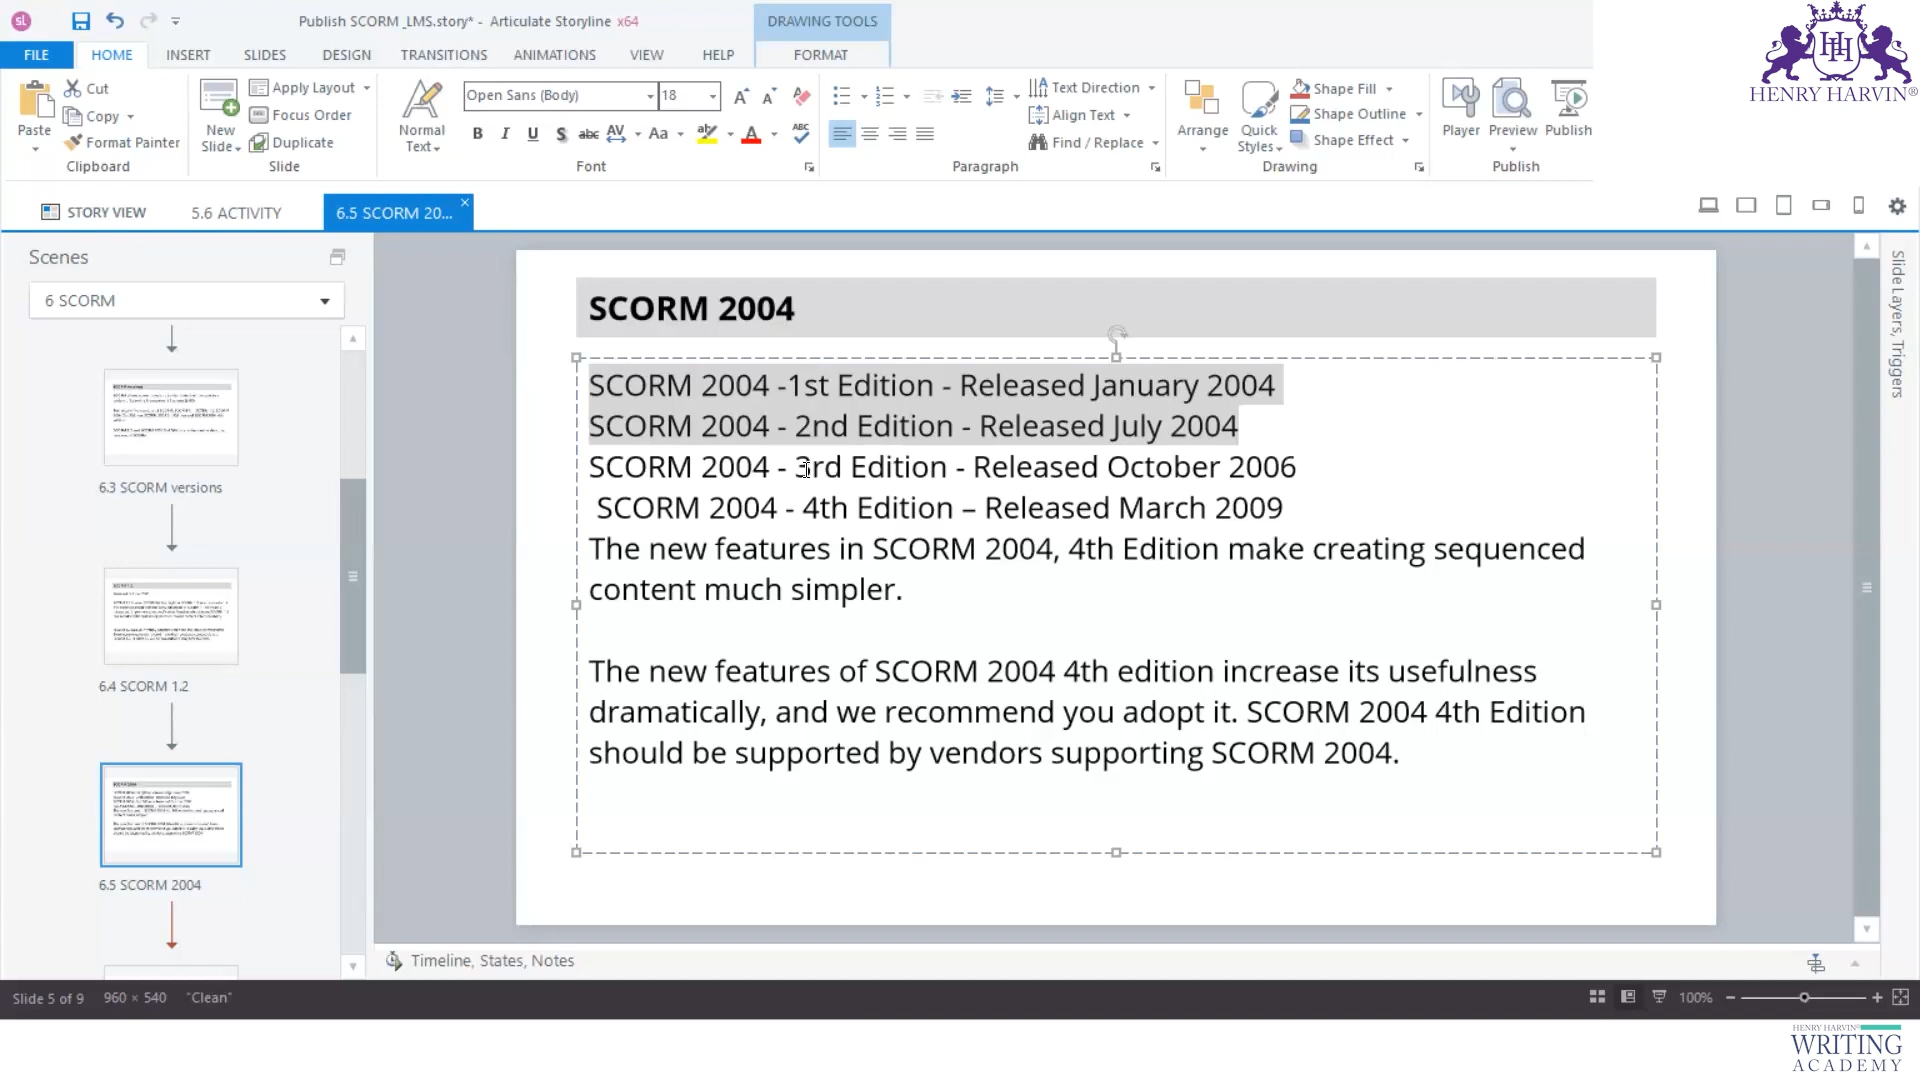 Publish SCORM _LMS.story* - Articulate Storyline x64
DRAWING TOOLS
HENRY HARVIN®
FILE HOME INSERT SLIDES DESIGN TRANSITIONS ANIMATIONS VIEW HELP FORMAT
Paste
Cut
Copy
Format Painter
Clipboard
New Slide
Apply Layout
Focus Order
Duplicate
Slide
Normal Text
Open Sans (Body) 18
B I U S abc AV Aa ab A ABC
Font
Text Direction
Align Text
Find / Replace
Paragraph
Arrange
Quick Styles
Shape Fill
Shape Outline
Shape Effect
Drawing
Player
Preview
Publish
Publish
STORY VIEW
5.6 ACTIVITY
6.5 SCORM 20...
Scenes
6 SCORM
6.3 SCORM versions
6.4 SCORM 1.2
6.5 SCORM 2004
SCORM 2004
SCORM 2004 -1st Edition - Released January 2004
SCORM 2004 - 2nd Edition - Released July 2004
SCORM 2004 - 3rd Edition - Released October 2006
SCORM 2004 - 4th Edition – Released March 2009
The new features in SCORM 2004, 4th Edition make creating sequenced
content much simpler.
The new features of SCORM 2004 4th edition increase its usefulness
dramatically, and we recommend you adopt it. SCORM 2004 4th Edition
should be supported by vendors supporting SCORM 2004.
Slide Layers, Triggers
Timeline, States, Notes
Slide 5 of 9 960 × 540 "Clean" 100%
HENRY HARVIN®
WRITING
ACADEMY